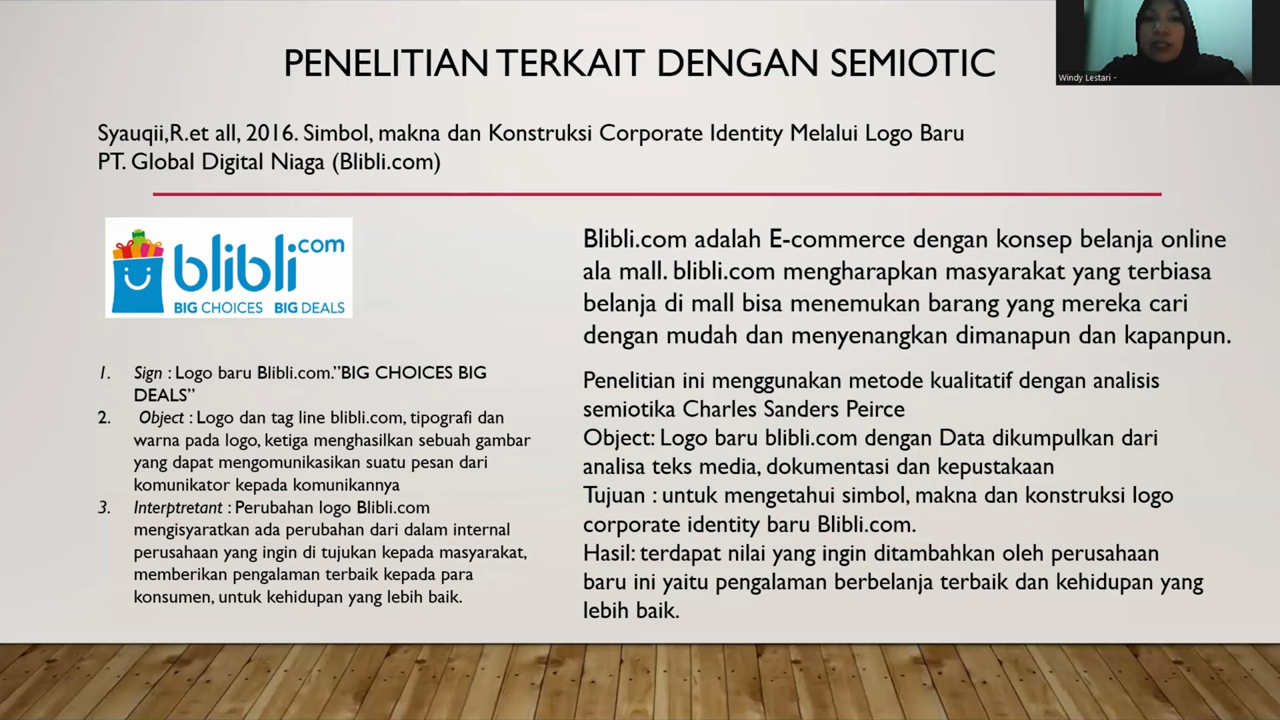 PENELITIAN TERKAIT DENGAN SEMIOTIC
Windy Lestari -
Syauqii,R.et all, 2016. Simbol, makna dan Konstruksi Corporate Identity Melalui Logo Baru
PT. Global Digital Niaga (Blibli.com)
blibli.com
BIG CHOICES BIG DEALS
1. Sign : Logo baru Blibli.com.”BIG CHOICES BIG
DEALS”
2. Object : Logo dan tag line blibli.com, tipografi dan
warna pada logo, ketiga menghasilkan sebuah gambar
yang dapat mengomunikasikan suatu pesan dari
komunikator kepada komunikannya
3. Interptretant : Perubahan logo Blibli.com
mengisyaratkan ada perubahan dari dalam internal
perusahaan yang ingin di tujukan kepada masyarakat,
memberikan pengalaman terbaik kepada para
konsumen, untuk kehidupan yang lebih baik.
Blibli.com adalah E-commerce dengan konsep belanja online
ala mall. blibli.com mengharapkan masyarakat yang terbiasa
belanja di mall bisa menemukan barang yang mereka cari
dengan mudah dan menyenangkan dimanapun dan kapanpun.
Penelitian ini menggunakan metode kualitatif dengan analisis
semiotika Charles Sanders Peirce
Object: Logo baru blibli.com dengan Data dikumpulkan dari
analisa teks media, dokumentasi dan kepustakaan
Tujuan : untuk mengetahui simbol, makna dan konstruksi logo
corporate identity baru Blibli.com.
Hasil: terdapat nilai yang ingin ditambahkan oleh perusahaan
baru ini yaitu pengalaman berbelanja terbaik dan kehidupan yang
lebih baik.